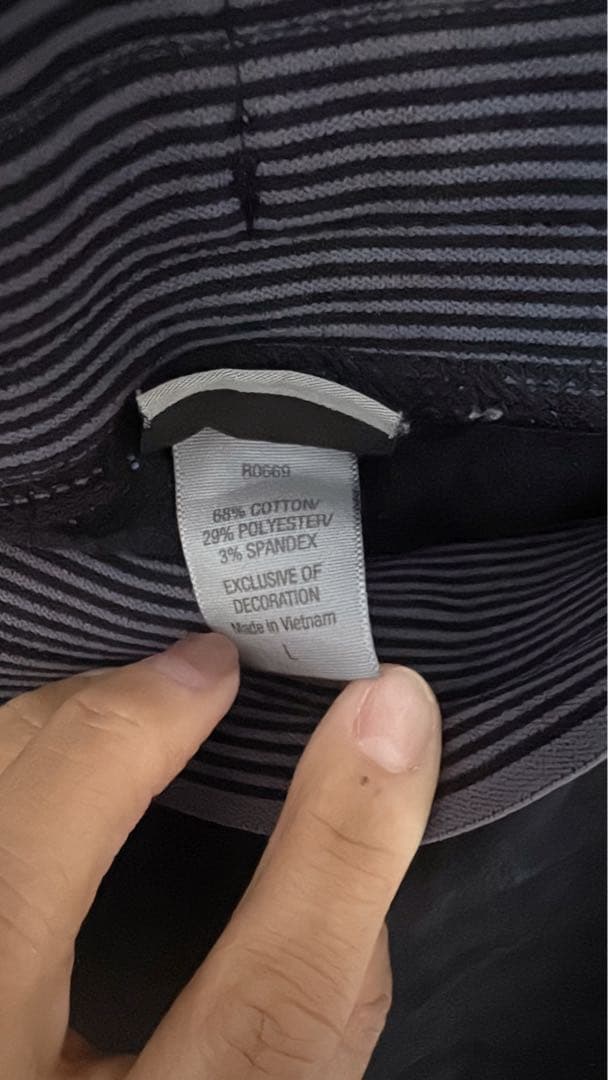 R0669
68% COTTON/
29% POLYESTER/
3% SPANDEX
EXCLUSIVE OF
DECORATION
Made in Vietnam
L